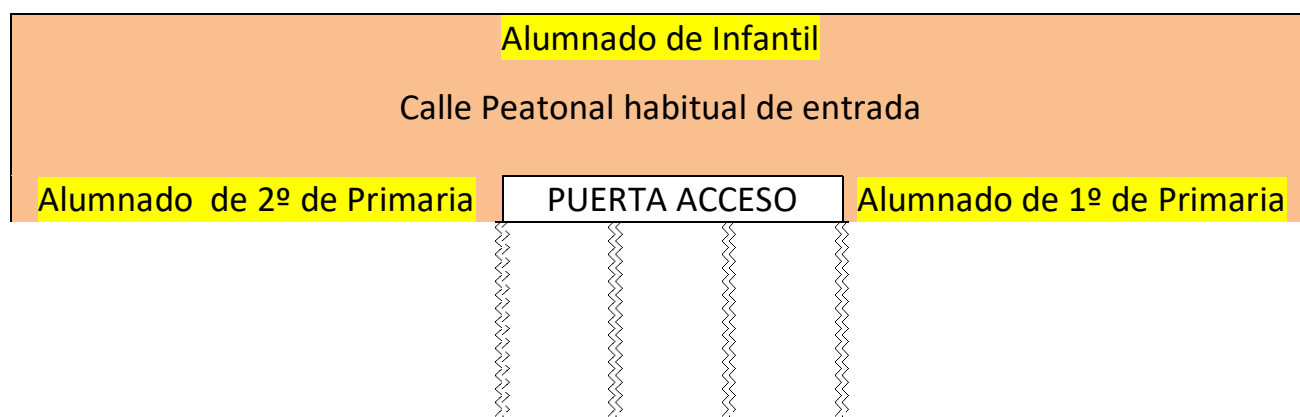 Alumnado de Infantil
Calle Peatonal habitual de entrada
Alumnado de 2º de Primaria PUERTA ACCESO Alumnado de 1º de Primaria